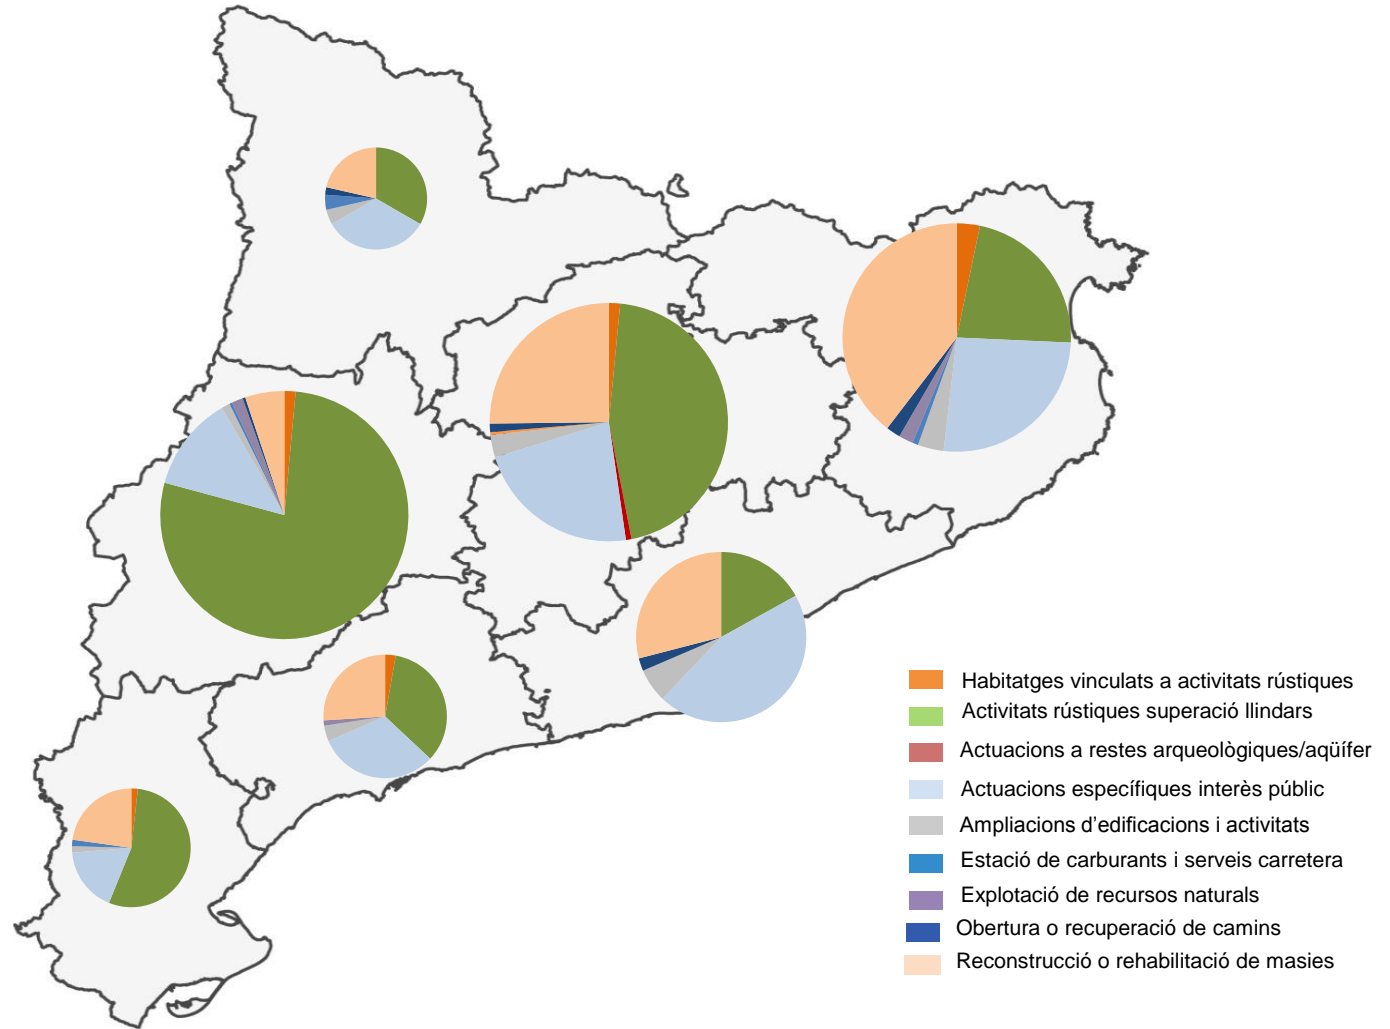 Habitatges vinculats a activitats rústiques
Activitats rústiques superació llindars
Actuacions a restes arqueològiques/aqüífer
Actuacions específiques interès públic
Ampliacions d'edificacions i activitats
Estació de carburants i serveis carretera
Explotació de recursos naturals
Obertura o recuperació de camins
Reconstrucció o rehabilitació de masies